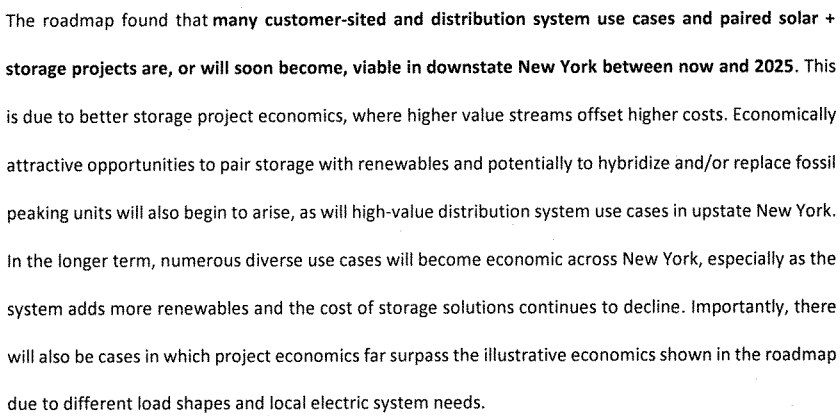 The roadmap found that many customer-sited and distribution system use cases and paired solar +
storage projects are, or will soon become, viable in downstate New York between now and 2025. This
is due to better storage project economics, where higher value streams offset higher costs. Economically
attractive opportunities to pair storage with renewables and potentially to hybridize and/or replace fossil
peaking units will also begin to arise, as will high-value distribution system use cases in upstate New York.
In the longer term, numerous diverse use cases will become economic across New York, especially as the
system adds more renewables and the cost of storage solutions continues to decline. Importantly, there
will also be cases in which project economics far surpass the illustrative economics shown in the roadmap
due to different load shapes and local electric system needs.